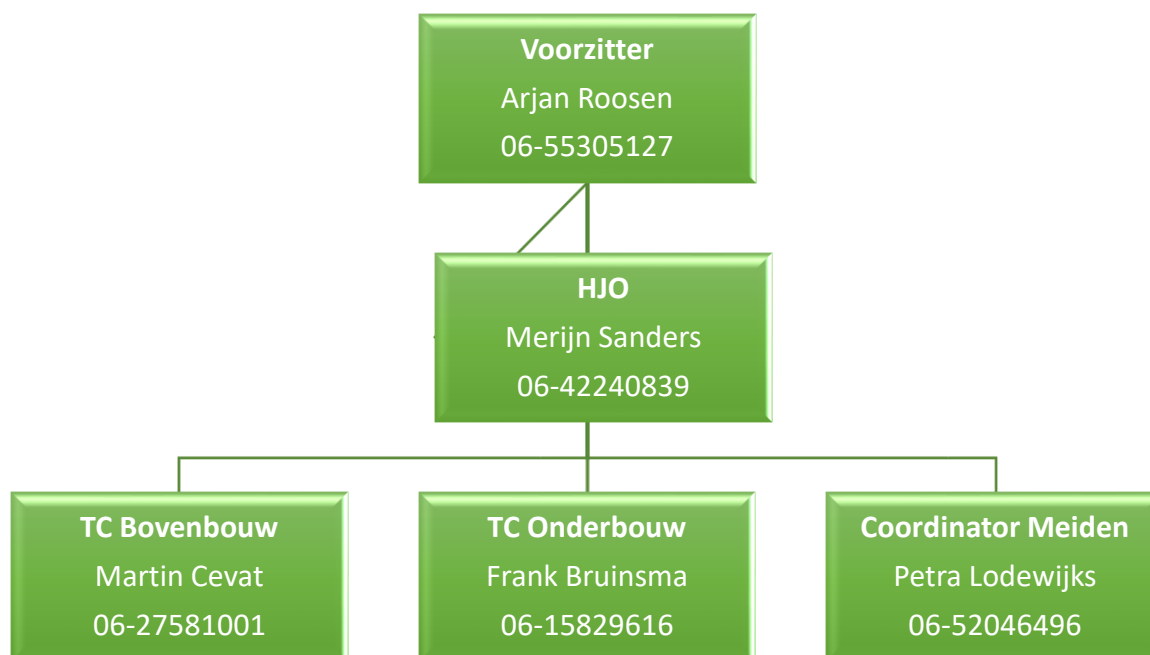 Voorzitter
Arjan Roosen
06-55305127
HJO
Merijn Sanders
06-42240839
TC Bovenbouw
Martin Cevat
06-27581001
TC Onderbouw
Frank Bruinsma
06-15829616
Coordinator Meiden
Petra Lodewijks
06-52046496